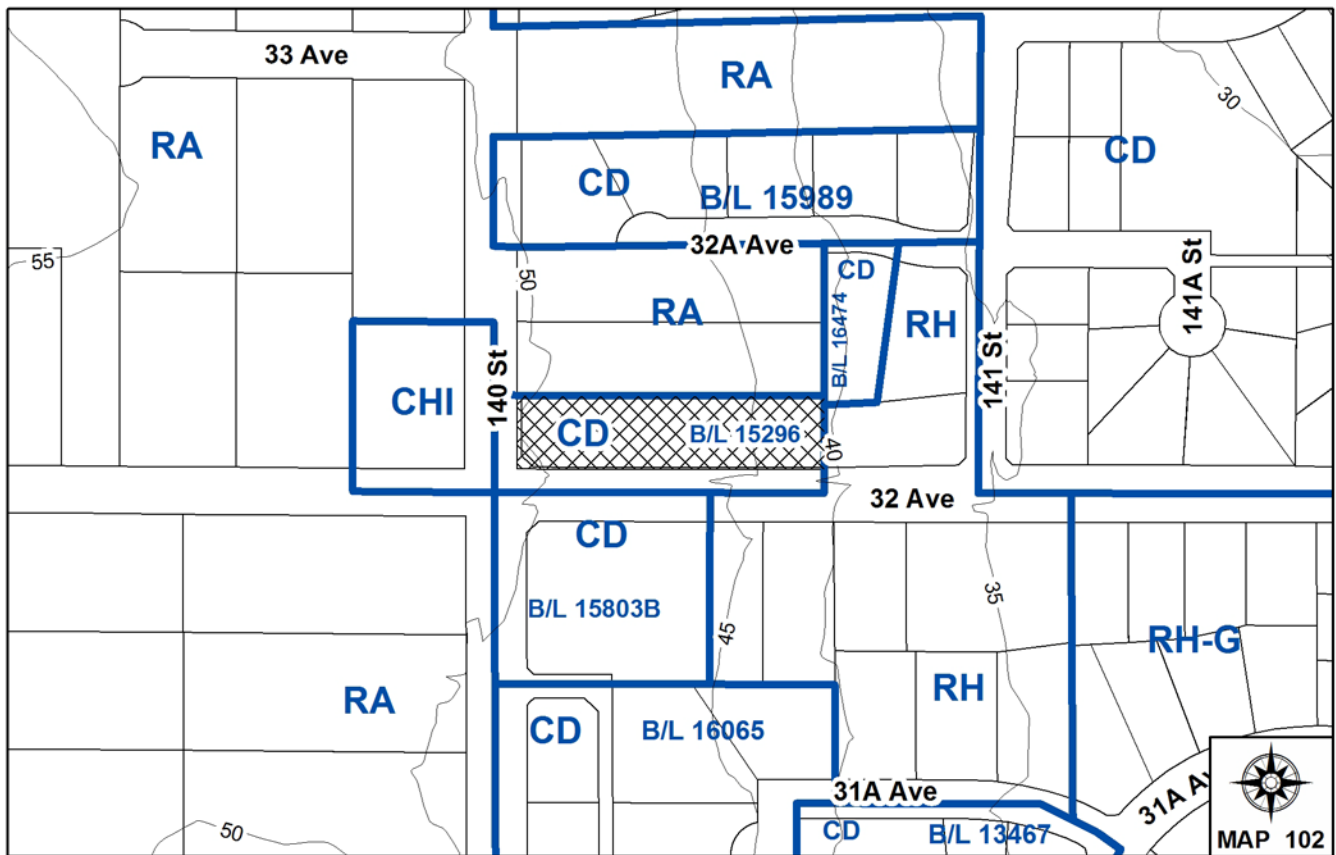 33 Ave
RA
30
RA
CD
CD
B/L 15989
32A Ave
55
50
CD
141A St
RA
B/L 16474
RH
140 St
141 St
CHI
CD
B/L 15296
40
32 Ave
CD
35
B/L 15803B
45
RH-G
RA
RH
CD
B/L 16065
31A Ave
31A Av
50
CD
B/L 13467
MAP 102